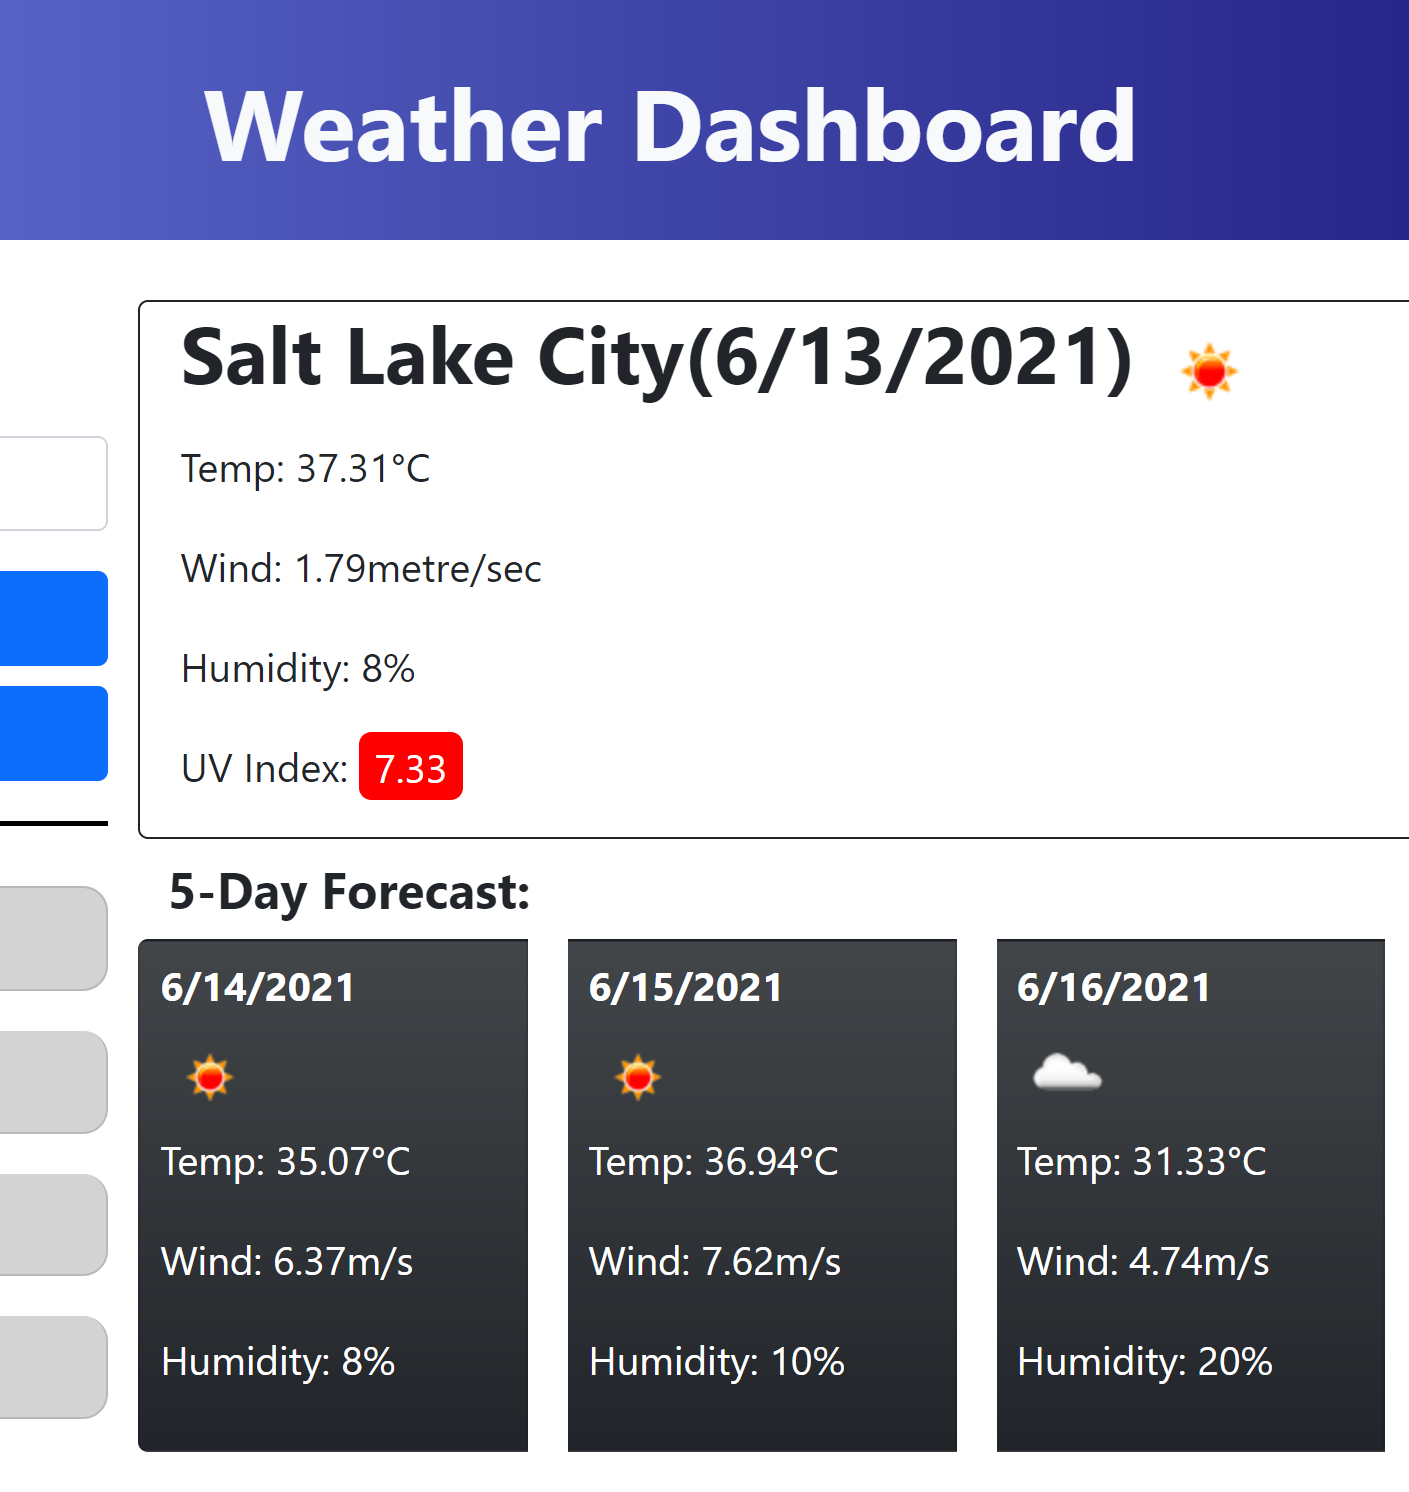 Weather Dashboard
Salt Lake City(6/13/2021)
Temp: 37.31°C
Wind: 1.79metre/sec
Humidity: 8%
UV Index: 7.33
5-Day Forecast:
6/14/2021
Temp: 35.07°C
Wind: 6.37m/s
Humidity: 8%
6/15/2021
Temp: 36.94°C
Wind: 7.62m/s
Humidity: 10%
6/16/2021
Temp: 31.33°C
Wind: 4.74m/s
Humidity: 20%